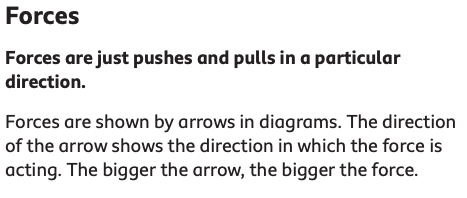 Forces
Forces are just pushes and pulls in a particular
direction.
Forces are shown by arrows in diagrams. The direction
of the arrow shows the direction in which the force is
acting. The bigger the arrow, the bigger the force.